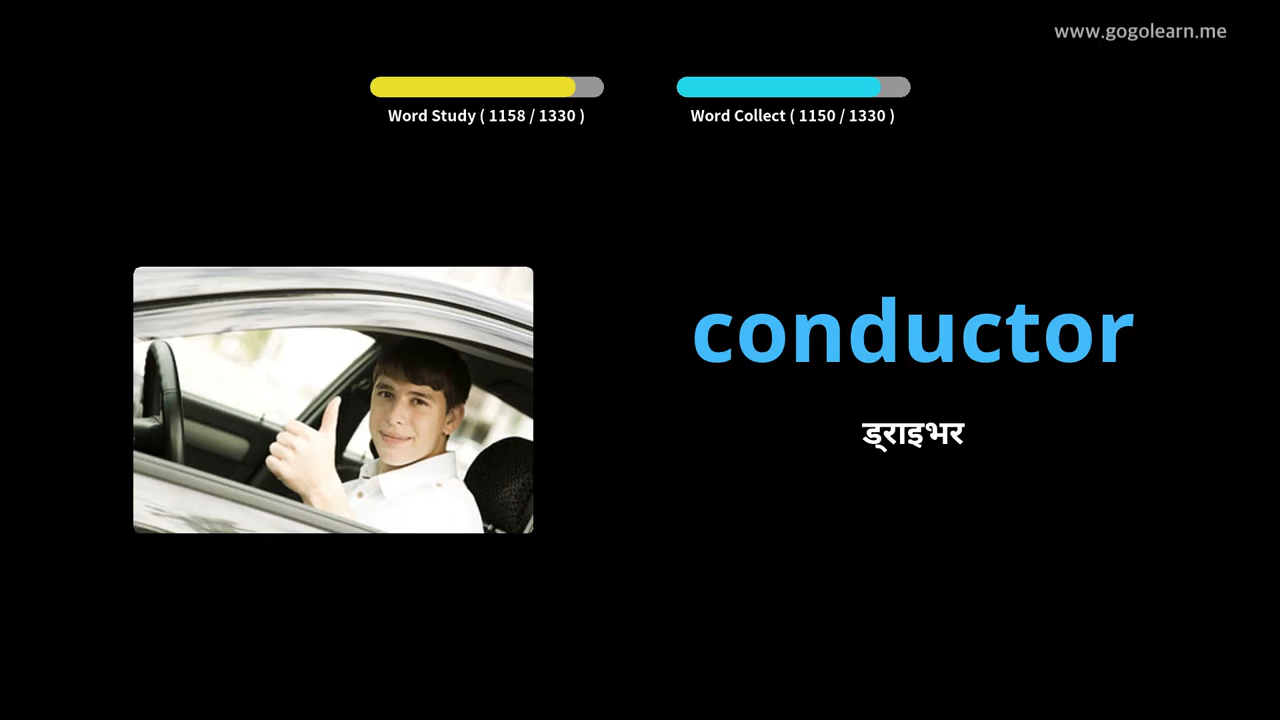 www.gogolearn.me
Word Study ( 1158 / 1330 )
Word Collect ( 1150 / 1330 )
conductor
ड्राइभर